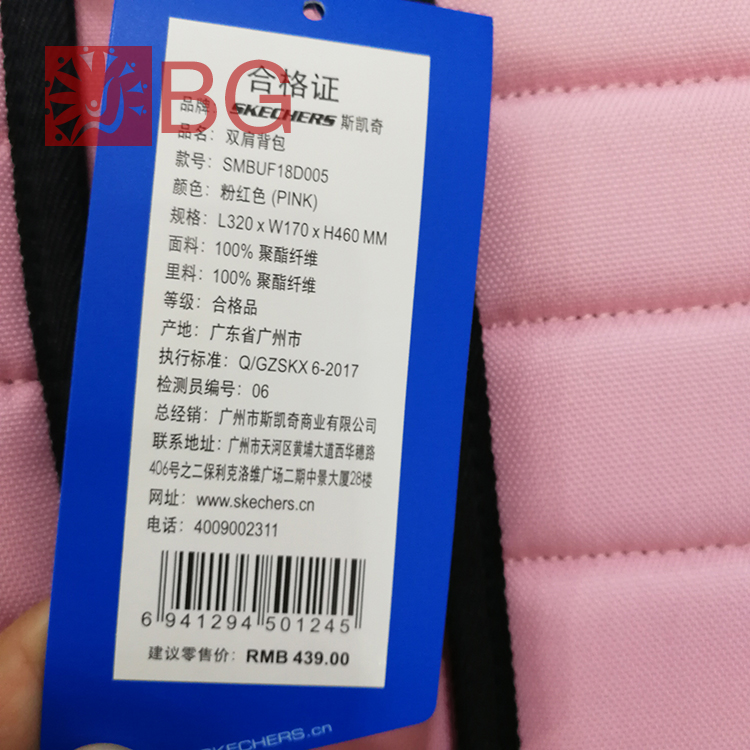 BG
合格证
品牌: SKECHERS 斯凯奇
品名: 双肩背包
款号: SMBUF18D005
颜色: 粉红色 (PINK)
规格: L320 x W170 x H460 MM
面料: 100% 聚酯纤维
里料: 100% 聚酯纤维
等级: 合格品
产地: 广东省广州市
执行标准: Q/GZSKX 6-2017
检测员编号: 06
总经销: 广州市斯凯奇商业有限公司
联系地址: 广州市天河区黄埔大道西华穗路
406号之二保利克洛维广场二期中景大厦28楼
网址: www.skechers.cn
电话: 4009002311
6 941294 501245
建议零售价: RMB 439.00
SKECHERS.cn